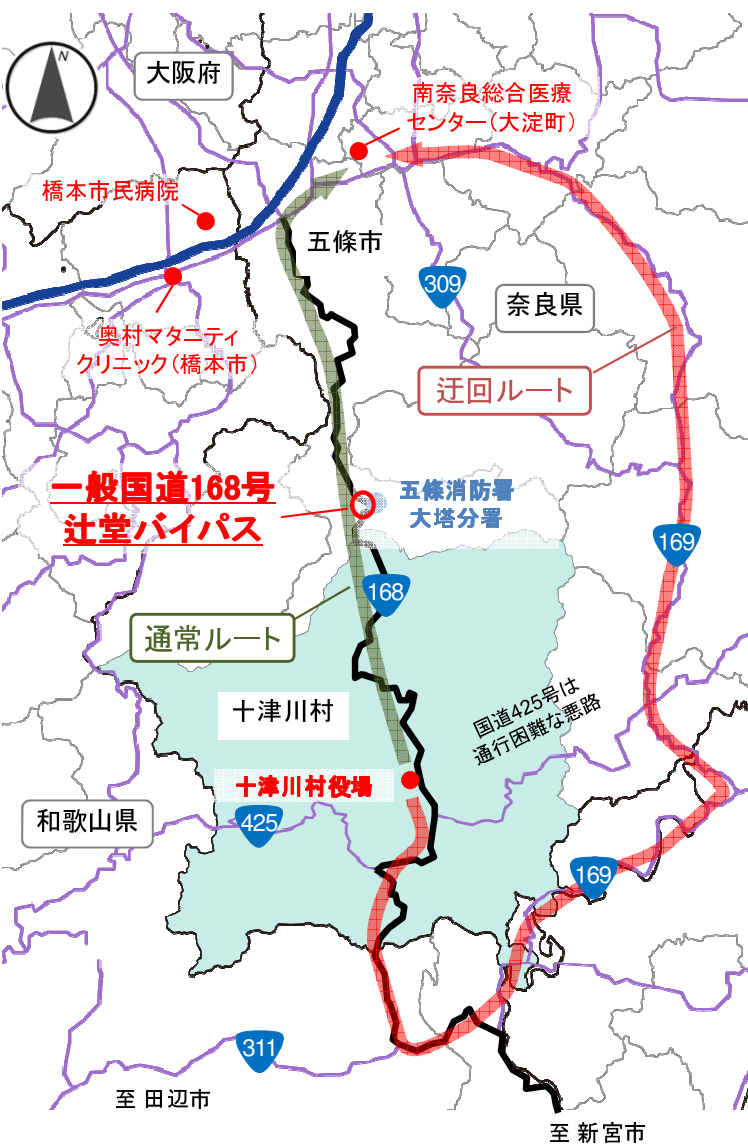 N
大阪府
南奈良総合医療
センター(大淀町)
橋本市民病院
五條市
309
奈良県
奥村マタニティ
クリニック(橋本市)
迂回ルート
一般国道168号
辻堂バイパス
五條消防署
大塔分署
169
168
通常ルート
国道425号は
通行困難な悪路
十津川村
十津川村役場
425
和歌山県
169
311
至 田辺市
至 新宮市